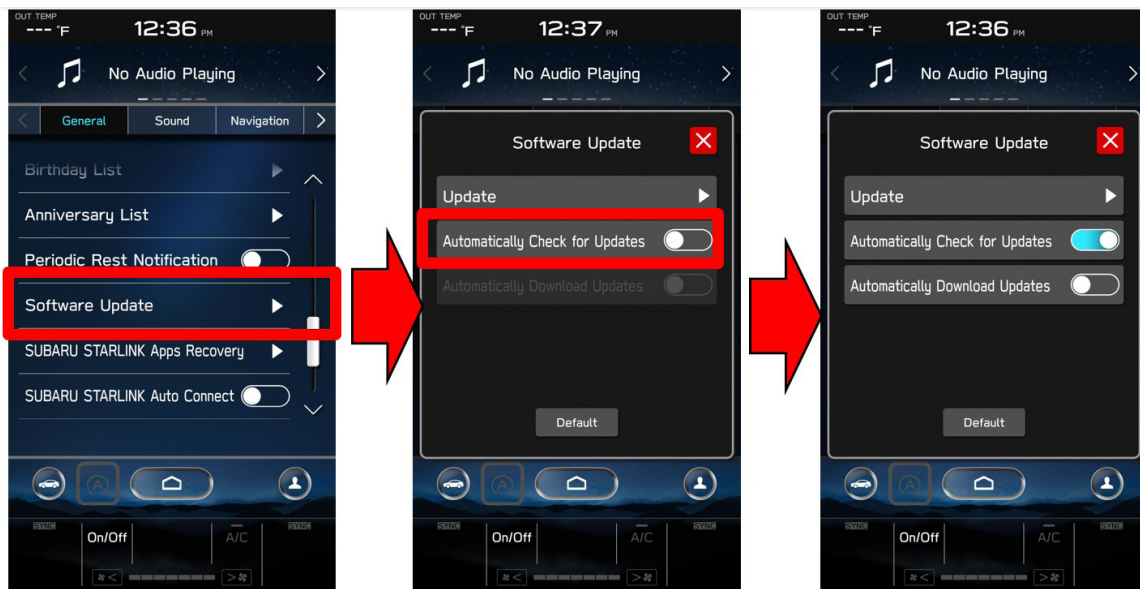 OUT TEMP
--- °F 12:36 PM
No Audio Playing
General Sound Navigation
Birthday List
Anniversary List
Periodic Rest Notification
Software Update
SUBARU STARLINK Apps Recovery
SUBARU STARLINK Auto Connect
A
SYNC SYNC
On/Off A/C
OUT TEMP
--- °F 12:37 PM
No Audio Playing
Software Update
Update
Automatically Check for Updates
Automatically Download Updates
Default
A
SYNC SYNC
On/Off A/C
OUT TEMP
--- °F 12:36 PM
No Audio Playing
Software Update
Update
Automatically Check for Updates
Automatically Download Updates
Default
A
SYNC SYNC
On/Off A/C